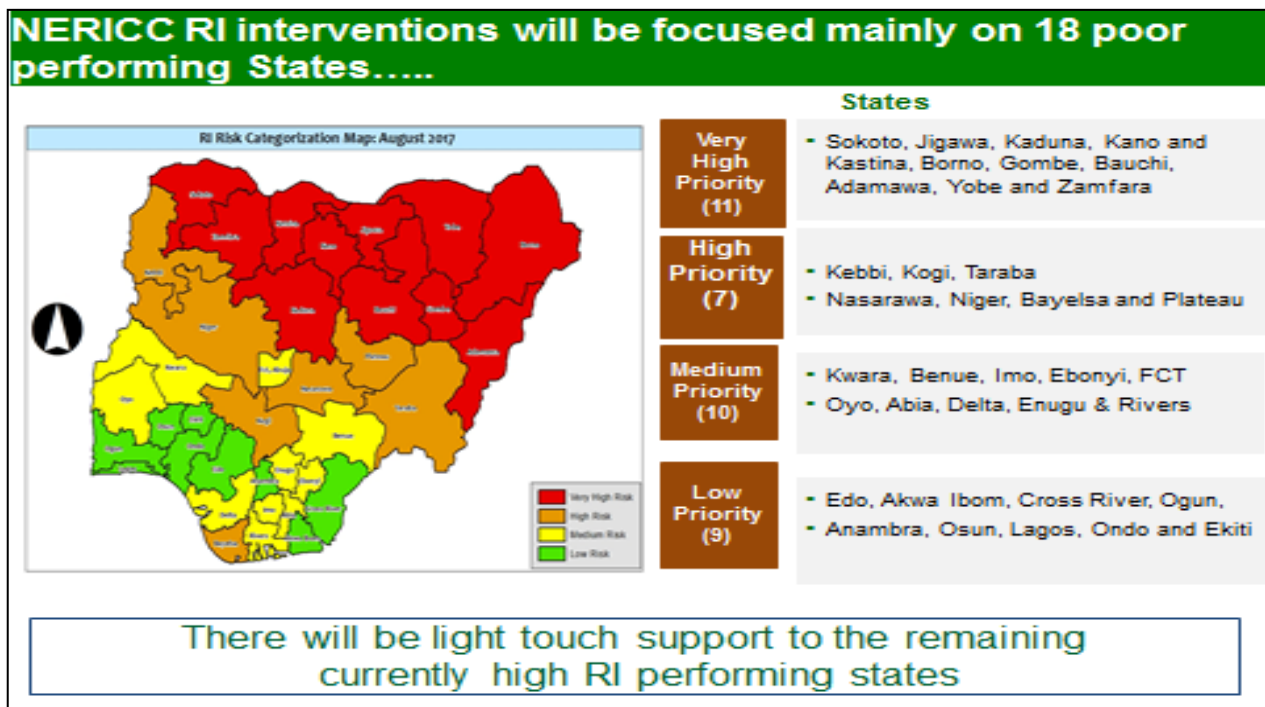 NERICC RI interventions will be focused mainly on 18 poor
performing States…..
States
RI Risk Categorization Map: August 2017
Very High Risk
High Risk
Medium Risk
Low Risk
Very
High
Priority
(11)
- Sokoto, Jigawa, Kaduna, Kano and
Kastina, Borno, Gombe, Bauchi,
Adamawa, Yobe and Zamfara
High
Priority
(7)
- Kebbi, Kogi, Taraba
- Nasarawa, Niger, Bayelsa and Plateau
Medium
Priority
(10)
- Kwara, Benue, Imo, Ebonyi, FCT
- Oyo, Abia, Delta, Enugu & Rivers
Low
Priority
(9)
- Edo, Akwa Ibom, Cross River, Ogun,
- Anambra, Osun, Lagos, Ondo and Ekiti
There will be light touch support to the remaining
currently high RI performing states